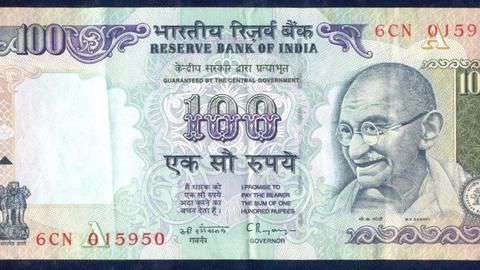 100 भारतीय रिज़र्व बैंक 6CN 0159
RESERVE BANK OF INDIA A
केन्द्रीय सरकार द्वारा प्रत्याभूत
GUARANTEED BY THE CENTRAL GOVERNMENT
100 10
एक सौ रुपये
मैं धारक को I PROMISE TO
एक सौ रुपये PAY THE BEARER
अदा करने का THE SUM OF ONE
वचन देता हूँ। HUNDRED RUPEES
A
6CN 015950
गवर्नर GOVERNOR